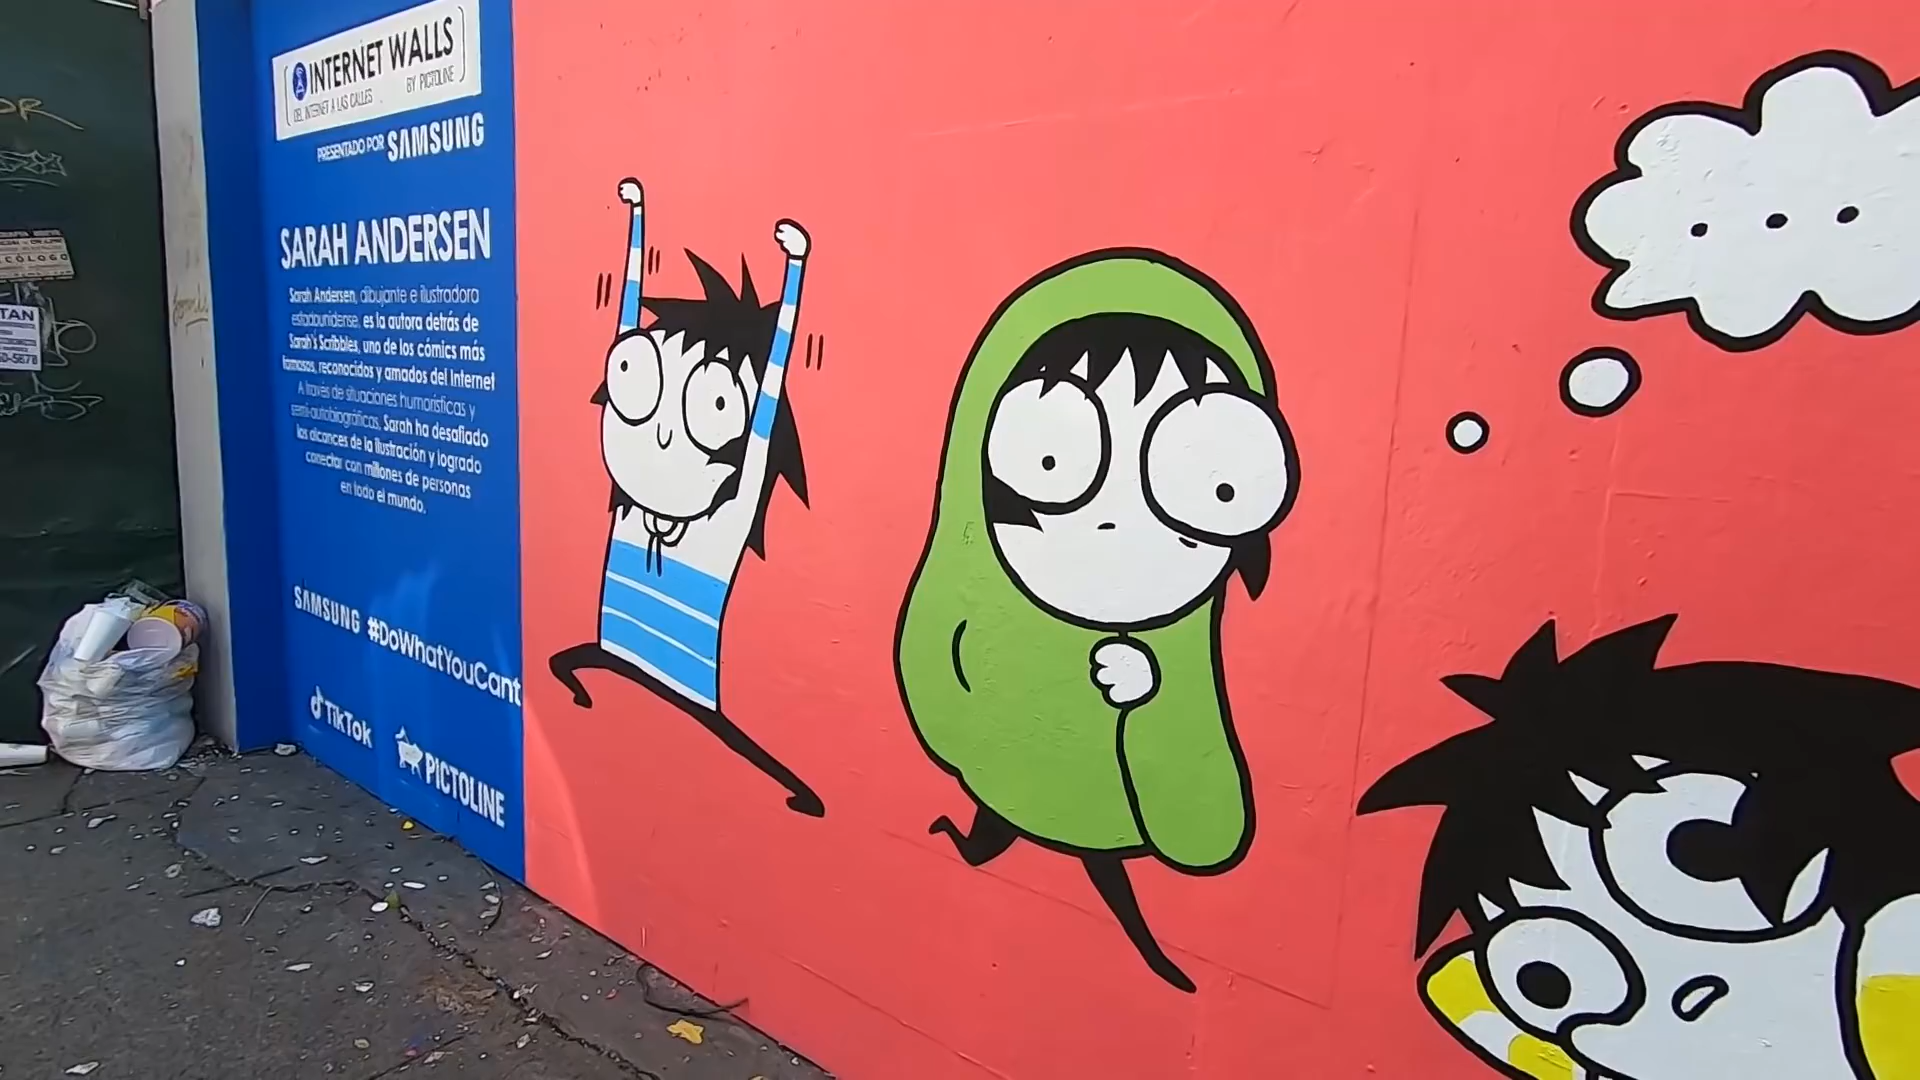 INTERNET WALLS
DEL INTERNET A LAS CALLES
BY PICTOLINE
PRESENTADO POR SAMSUNG
SARAH ANDERSEN
Sarah Andersen, dibujante e ilustradora
estadounidense, es la autora detrás de
Sarah's Scribbles, uno de los cómics más
famosos, reconocidos y amados del Internet
A través de situaciones humorísticas y
semi-autobiográficas, Sarah ha desafiado
los alcances de la ilustración y logrado
conectar con millones de personas
en todo el mundo.
SAMSUNG #DoWhatYouCant
TikTok
PICTOLINE
TAN